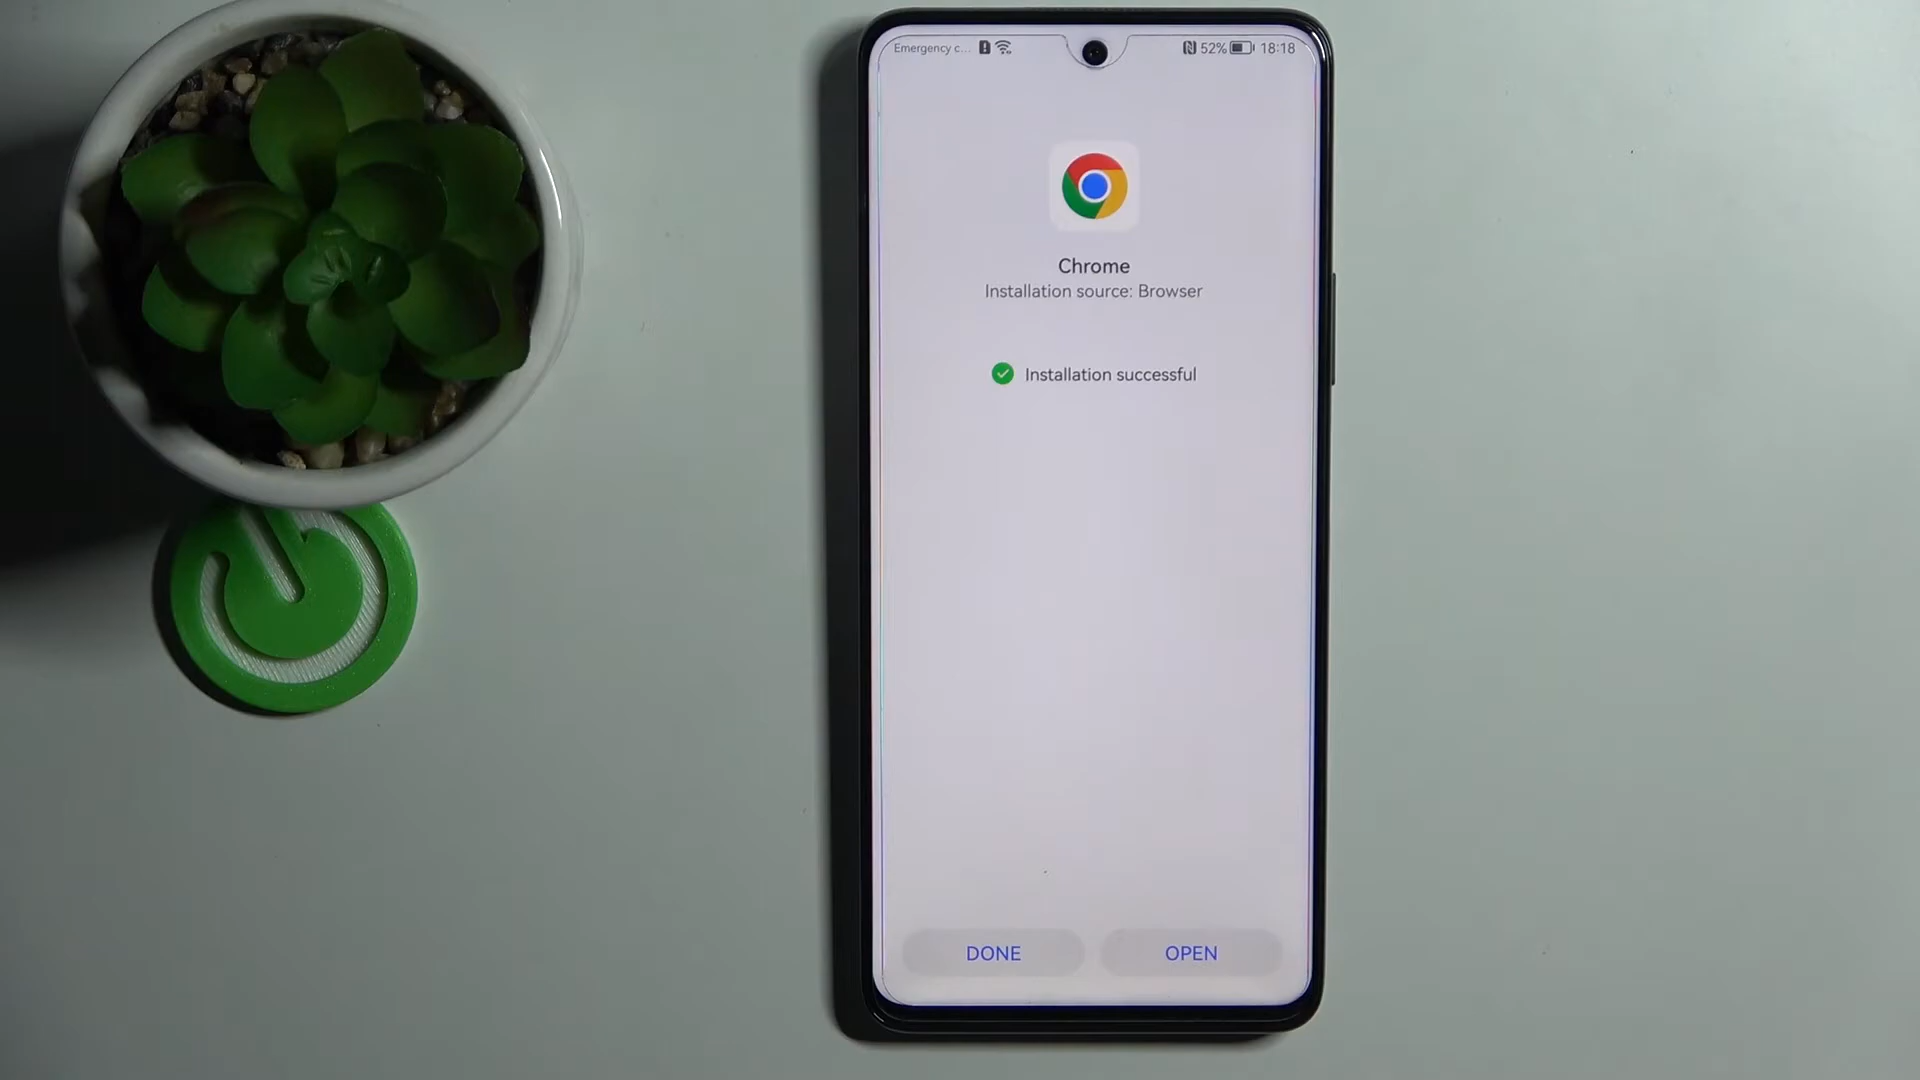 Emergency c... 52% 18:18
Chrome
Installation source: Browser
Installation successful
DONE OPEN